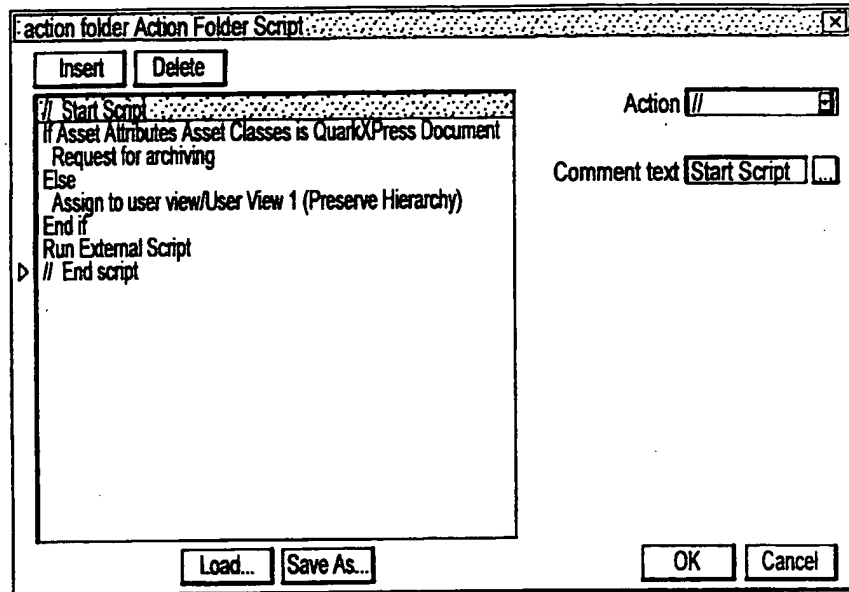 action folder Action Folder Script
Insert Delete
// Start Script
If Asset Attributes Asset Classes is QuarkXPress Document
Request for archiving
Else
Assign to user view/User View 1 (Preserve Hierarchy)
End if
Run External Script
// End script
Action //
Comment text Start Script ...
Load... Save As...
OK Cancel